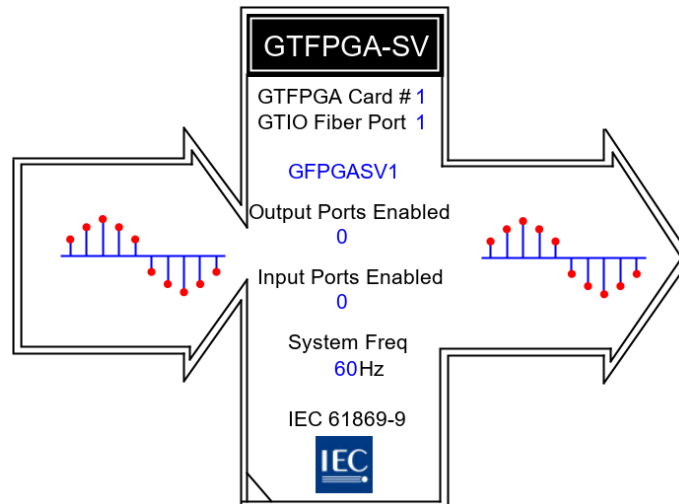 GTFPGA-SV
GTFPGA Card # 1
GTIO Fiber Port 1
GFPGASV1
Output Ports Enabled
0
Input Ports Enabled
0
System Freq
60Hz
IEC 61869-9
IEC